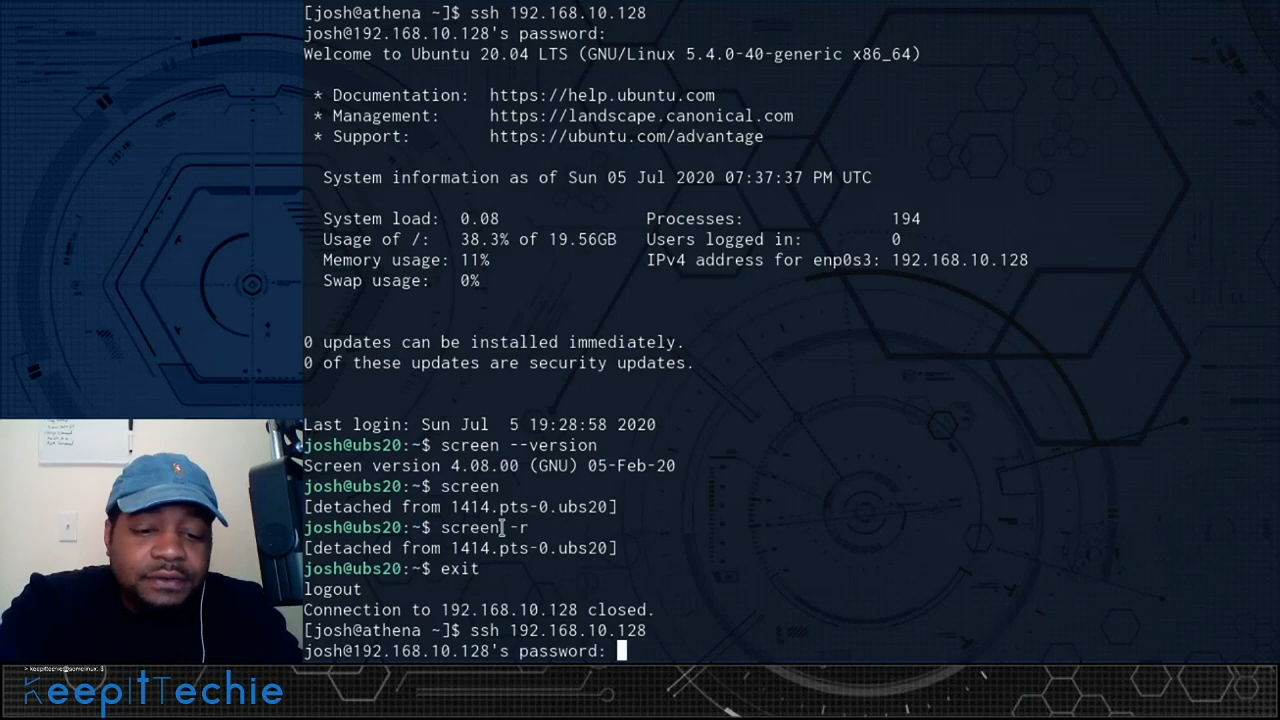 [josh@athena ~]$ ssh 192.168.10.128
josh@192.168.10.128's password:
Welcome to Ubuntu 20.04 LTS (GNU/Linux 5.4.0-40-generic x86_64)
* Documentation: https://help.ubuntu.com
* Management: https://landscape.canonical.com
* Support: https://ubuntu.com/advantage
System information as of Sun 05 Jul 2020 07:37:37 PM UTC
System load: 0.08 Processes: 194
Usage of /: 38.3% of 19.56GB Users logged in: 0
Memory usage: 11% IPv4 address for enp0s3: 192.168.10.128
Swap usage: 0%
0 updates can be installed immediately.
0 of these updates are security updates.
Last login: Sun Jul 5 19:28:58 2020
josh@ubs20:~$ screen --version
Screen version 4.08.00 (GNU) 05-Feb-20
josh@ubs20:~$ screen
[detached from 1414.pts-0.ubs20]
josh@ubs20:~$ screen -r
[detached from 1414.pts-0.ubs20]
josh@ubs20:~$ exit
logout
Connection to 192.168.10.128 closed.
[josh@athena ~]$ ssh 192.168.10.128
josh@192.168.10.128's password:
KeepItTechie